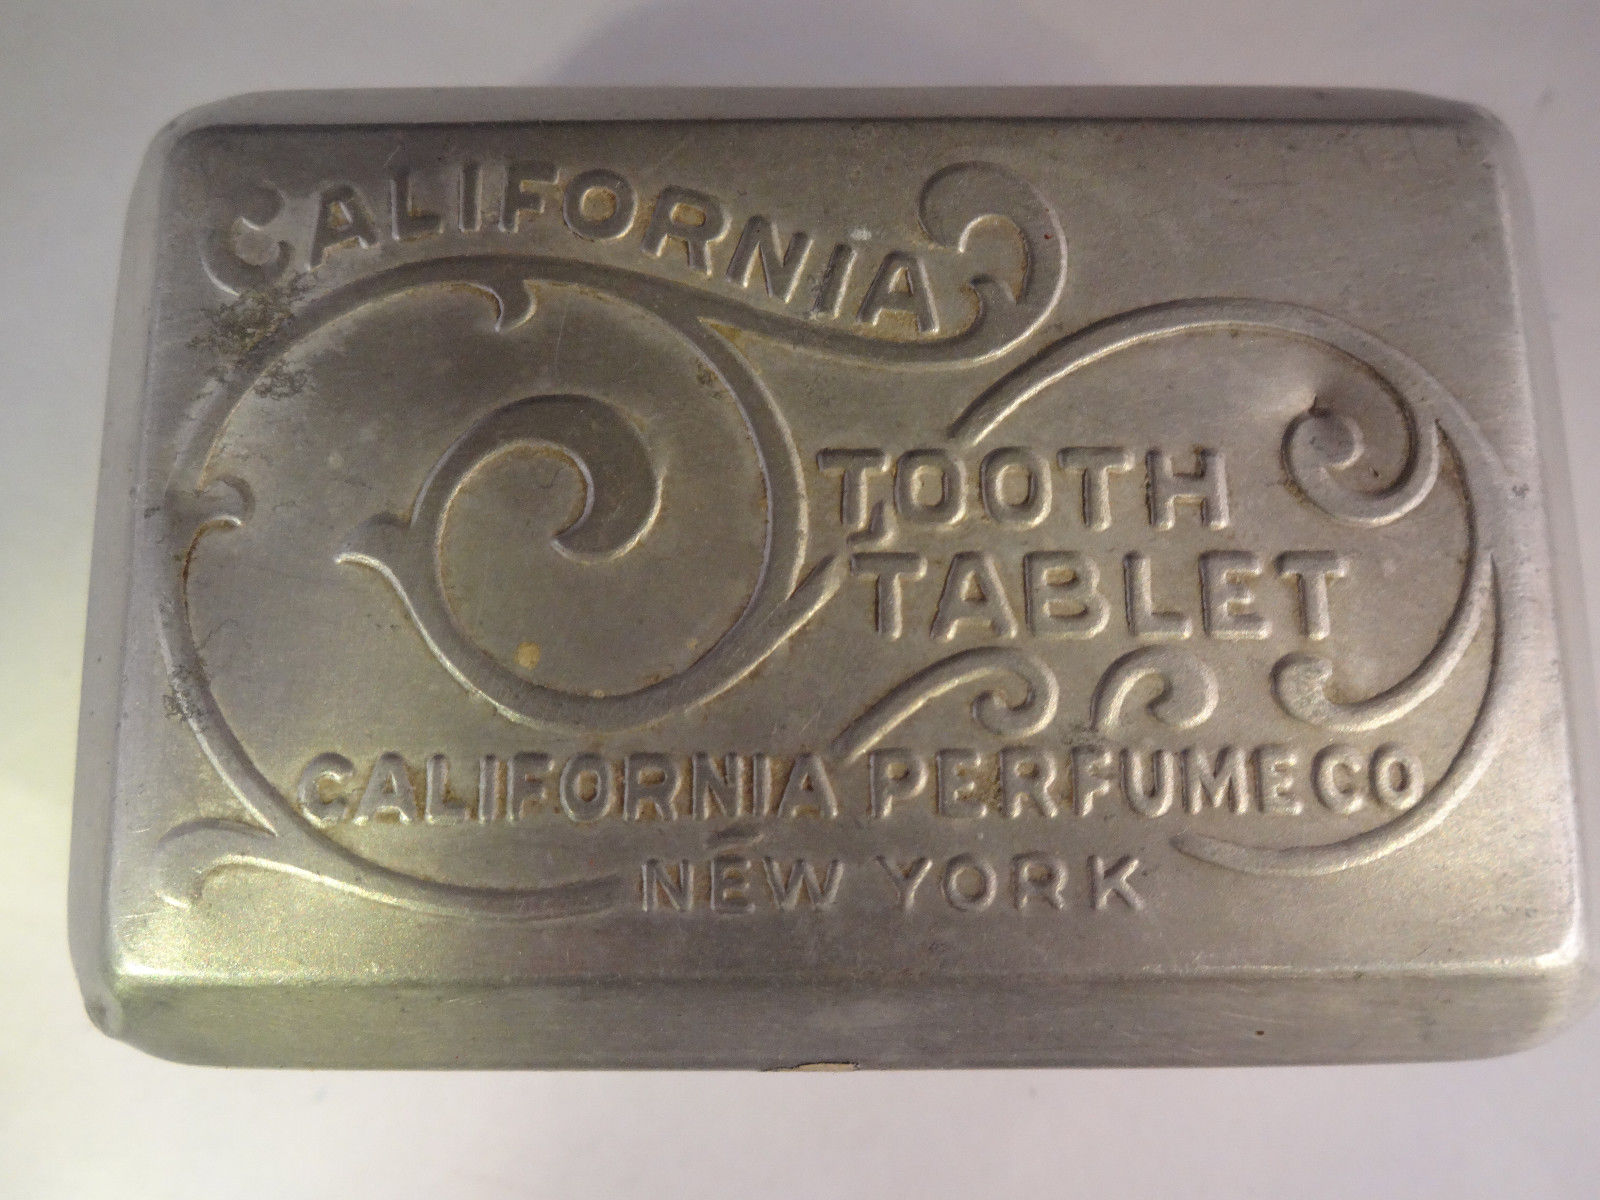 CALIFORNIA
TOOTH
TABLET
CALIFORNIA PERFUME CO
NEW YORK